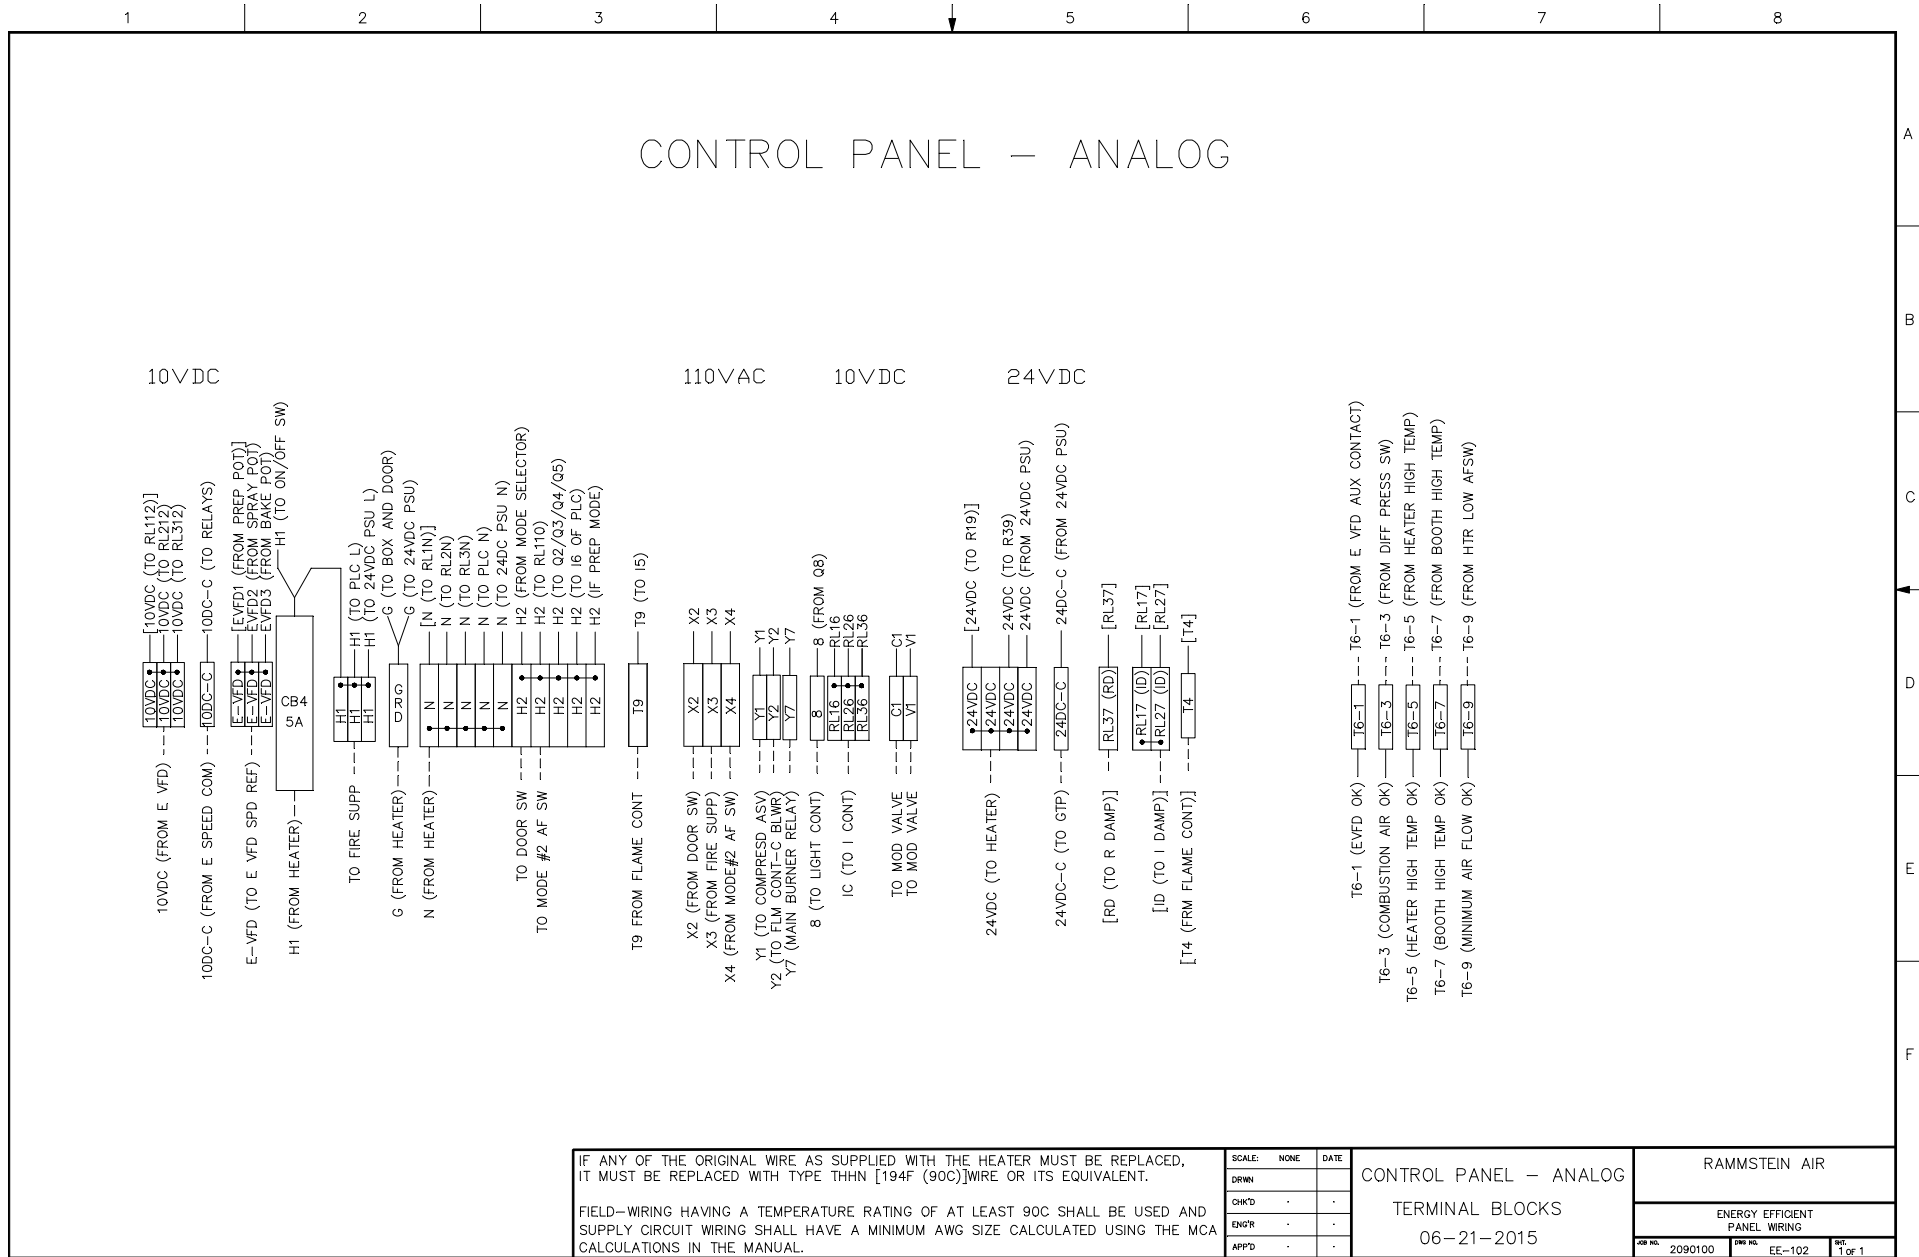 1 2 3 4 5 6 7 8
A
B
C
D
E
F
CONTROL PANEL – ANALOG
10VDC
110VAC
10VDC
24VDC
[10VDC (TO RL112)]
10VDC (TO RL212)
10VDC (TO RL312)
10DC–C (TO RELAYS)
[EVFD1 (FROM PREP POT)]
EVFD2 (FROM SPRAY POT)
EVFD3 (FROM BAKE POT)
H1 (TO ON/OFF SW)
H1 (TO PLC L)
H1 (TO 24VDC PSU L)
G (TO BOX AND DOOR)
G (TO 24VDC PSU)
[N (TO RL1N)]
N (TO RL2N)
N (TO RL3N)
N (TO PLC N)
N (TO 24DC PSU N)
H2 (FROM MODE SELECTOR)
H2 (TO RL110)
H2 (TO Q2/Q3/Q4/Q5)
H2 (TO I6 OF PLC)
H2 (IF PREP MODE)
T9 (TO I5)
X2
X3
X4
Y1
Y2
Y7
8 (FROM Q8)
RL16
RL26
RL36
C1
V1
[24VDC (TO R19)]
24VDC (TO R39)
24VDC (FROM 24VDC PSU)
24DC–C (FROM 24VDC PSU)
[RL37]
[RL17]
[RL27]
[T4]
T6–1 (FROM E VFD AUX CONTACT)
T6–3 (FROM DIFF PRESS SW)
T6–5 (FROM HEATER HIGH TEMP)
T6–7 (FROM BOOTH HIGH TEMP)
T6–9 (FROM HTR LOW AFSW)
10VDC
10VDC
10VDC
10DC–C
E–VFD
E–VFD
E–VFD
CB4
5A
H1
H1
H1
GRD
N
N
N
N
N
H2
H2
H2
H2
H2
T9
X2
X3
X4
Y1
Y2
Y7
8
RL16
RL26
RL36
C1
V1
24VDC
24VDC
24VDC
24VDC
24DC–C
RL37 (RD)
RL17 (ID)
RL27 (ID)
T4
T6–1
T6–3
T6–5
T6–7
T6–9
10VDC (FROM E VFD)
10DC–C (FROM E SPEED COM)
E–VFD (TO E VFD SPD REF)
H1 (FROM HEATER)
TO FIRE SUPP
G (FROM HEATER)
N (FROM HEATER)
TO DOOR SW
TO MODE #2 AF SW
T9 FROM FLAME CONT
X2 (FROM DOOR SW)
X3 (FROM FIRE SUPP)
X4 (FROM MODE#2 AF SW)
Y1 (TO COMPRESD ASV)
Y2 (TO FLM CONT–C BLWR)
Y7 (MAIN BURNER RELAY)
8 (TO LIGHT CONT)
IC (TO I CONT)
TO MOD VALVE
TO MOD VALVE
24VDC (TO HEATER)
24VDC–C (TO GTP)
[RD (TO R DAMP)]
[ID (TO I DAMP)]
[T4 (FRM FLAME CONT)]
T6–1 (EVFD OK)
T6–3 (COMBUSTION AIR OK)
T6–5 (HEATER HIGH TEMP OK)
T6–7 (BOOTH HIGH TEMP OK)
T6–9 (MINIMUM AIR FLOW OK)
IF ANY OF THE ORIGINAL WIRE AS SUPPLIED WITH THE HEATER MUST BE REPLACED,
IT MUST BE REPLACED WITH TYPE THHN [194F (90C)]WIRE OR ITS EQUIVALENT.
FIELD–WIRING HAVING A TEMPERATURE RATING OF AT LEAST 90C SHALL BE USED AND
SUPPLY CIRCUIT WIRING SHALL HAVE A MINIMUM AWG SIZE CALCULATED USING THE MCA
CALCULATIONS IN THE MANUAL.
SCALE: NONE DATE
DRWN
CHK'D - -
ENG'R - -
APP'D - -
CONTROL PANEL – ANALOG
TERMINAL BLOCKS
06–21–2015
RAMMSTEIN AIR
ENERGY EFFICIENT
PANEL WIRING
JOB NO. 2090100 DWG NO. EE–102 SHT. 1 OF 1